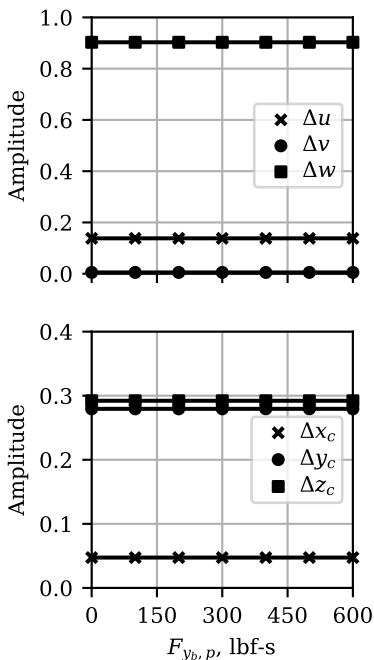 1.0
0.8
0.6
0.4
0.2
0.0
Amplitude
Δu
Δv
Δw
0.4
0.3
0.2
0.1
0.0
Amplitude
Δx_c
Δy_c
Δz_c
0 150 300 450 600
F_{y_b, p}, lbf-s